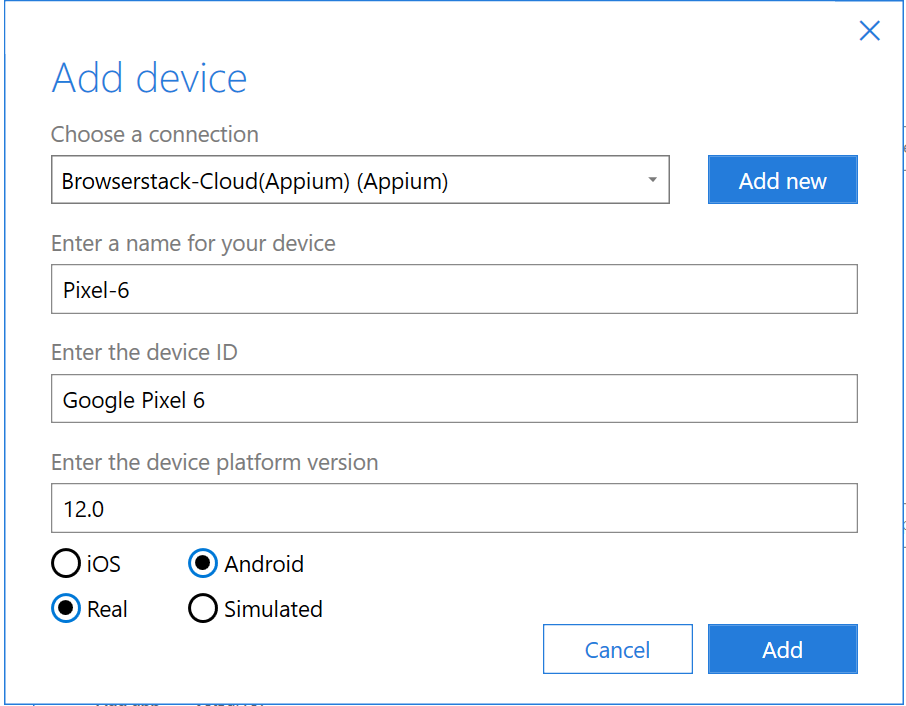 Add device
Choose a connection
Browserstack-Cloud(Appium) (Appium)
Add new
Enter a name for your device
Pixel-6
Enter the device ID
Google Pixel 6
Enter the device platform version
12.0
iOS Android
Real Simulated
Cancel Add